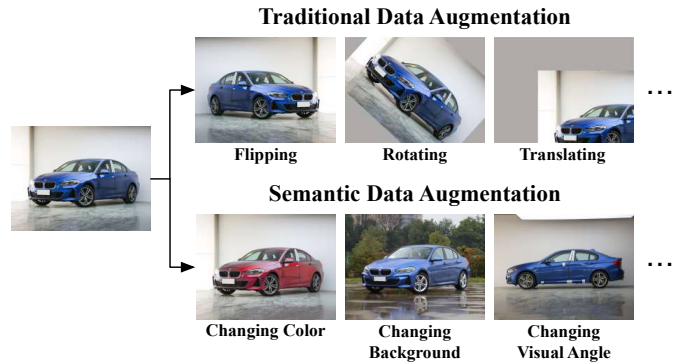 Traditional Data Augmentation
Flipping
Rotating
Translating
...
Semantic Data Augmentation
Changing Color
Changing
Background
Changing
Visual Angle
...